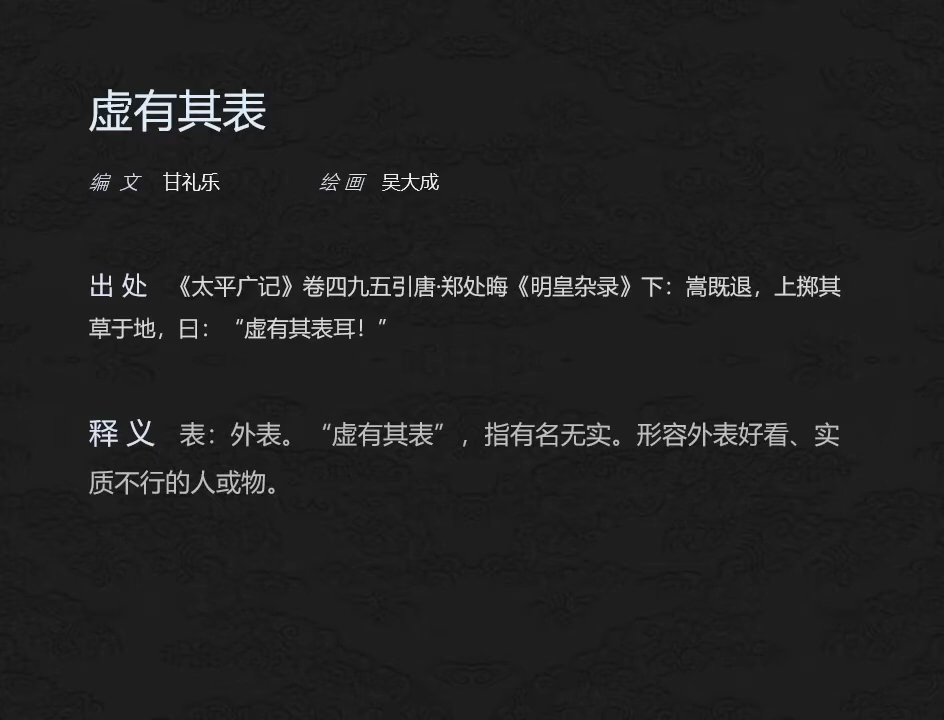 虚有其表
编 文 甘礼乐 绘 画 吴大成
出 处 《太平广记》卷四九五引唐·郑处晦《明皇杂录》下：嵩既退，上掷其
草于地，曰：“虚有其表耳！”
释 义 表：外表。“虚有其表”，指有名无实。形容外表好看、实
质不行的人或物。